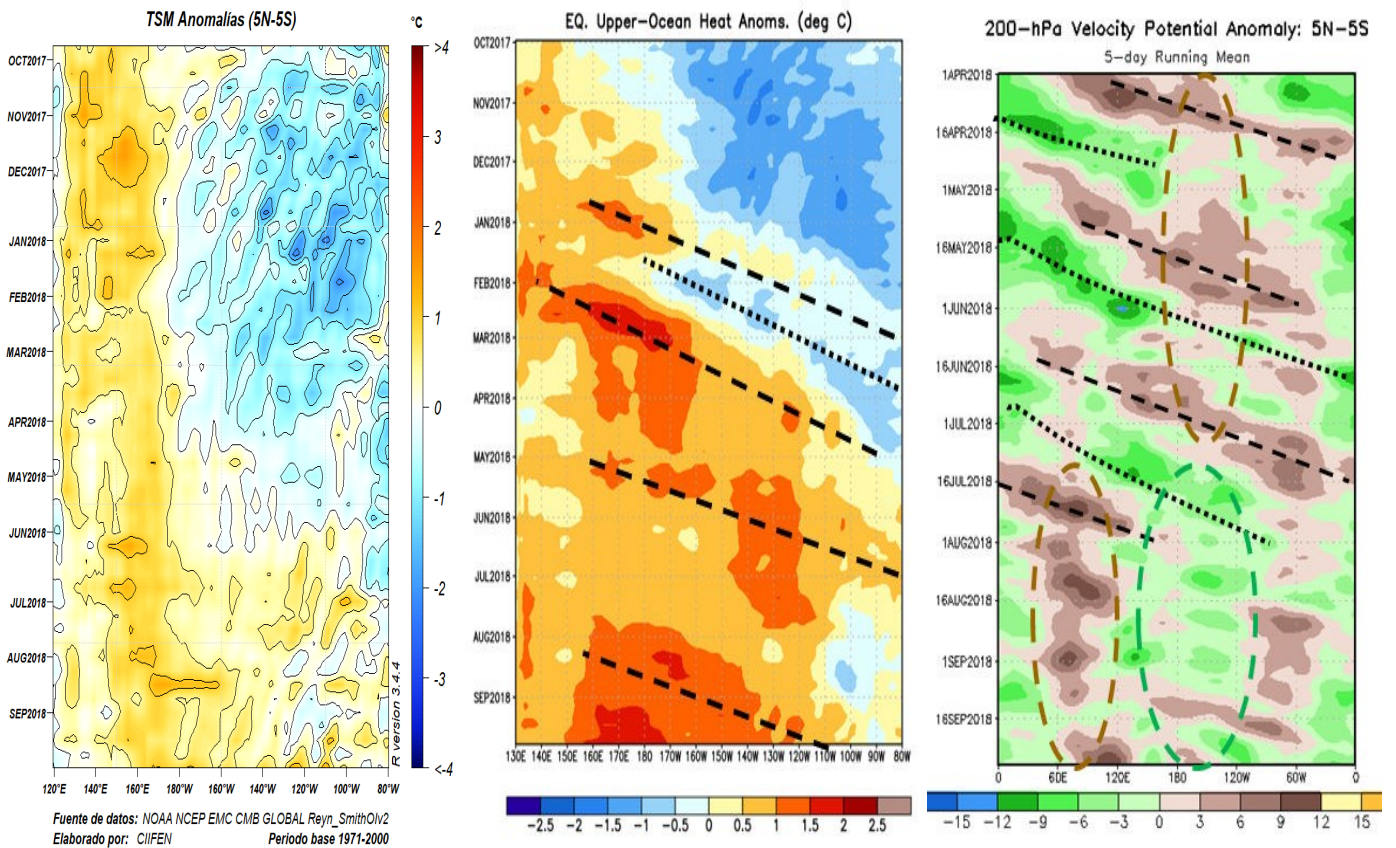 TSM Anomalías (5N-5S)
°C
OCT2017
NOV2017
DEC2017
JAN2018
FEB2018
MAR2018
APR2018
MAY2018
JUN2018
JUL2018
AUG2018
SEP2018
120°E 140°E 160°E 180°W 160°W 140°W 120°W 100°W 80°W
>4
3
2
1
0
-1
-2
-3
<-4
R version 3.4.4
Fuente de datos: NOAA NCEP EMC CMB GLOBAL Reyn_SmithOIv2
Elaborado por: CIIFEN Periodo base 1971-2000
EQ. Upper-Ocean Heat Anoms. (deg C)
OCT2017
NOV2017
DEC2017
JAN2018
FEB2018
MAR2018
APR2018
MAY2018
JUN2018
JUL2018
AUG2018
SEP2018
130E 140E 150E 160E 170E 180 170W 160W 150W 140W 130W 120W 110W 100W 90W 80W
-2.5 -2 -1.5 -1 -0.5 0 0.5 1 1.5 2 2.5
200-hPa Velocity Potential Anomaly: 5N-5S
5-day Running Mean
1APR2018
16APR2018
1MAY2018
16MAY2018
1JUN2018
16JUN2018
1JUL2018
16JUL2018
1AUG2018
16AUG2018
1SEP2018
16SEP2018
0 60E 120E 180 120W 60W 0
-15 -12 -9 -6 -3 0 3 6 9 12 15